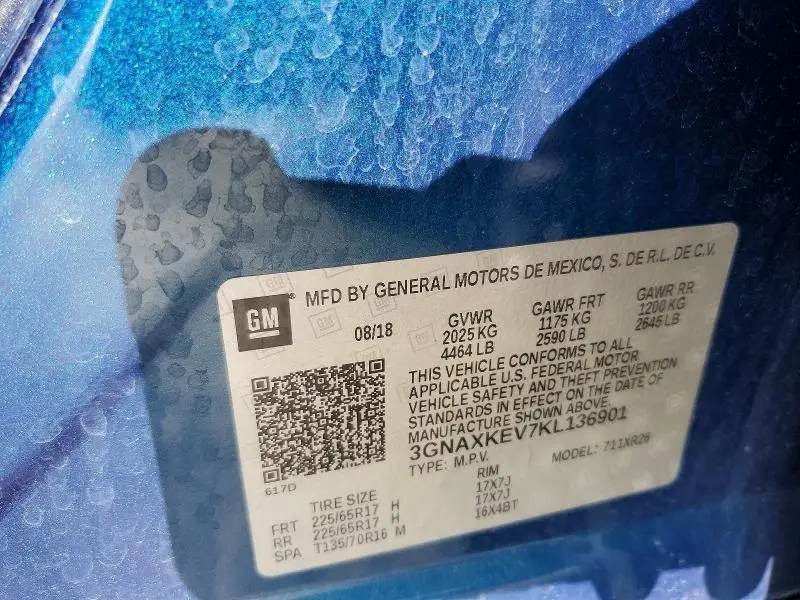 GM ® MFD BY GENERAL MOTORS DE MEXICO, S. DE R.L. DE C.V.
08/18 GVWR GAWR FRT GAWR RR
2025 KG 1175 KG 1200 KG
4464 LB 2590 LB 2645 LB
THIS VEHICLE CONFORMS TO ALL
APPLICABLE U.S. FEDERAL MOTOR
VEHICLE SAFETY AND THEFT PREVENTION
STANDARDS IN EFFECT ON THE DATE OF
MANUFACTURE SHOWN ABOVE.
3GNAXKEV7KL136901
TYPE: M.P.V. MODEL: 711XR26
617D
TIRE SIZE RIM
FRT 225/65R17 H 17X7J
RR 225/65R17 H 17X7J
SPA T135/70R16 M 16X4BT